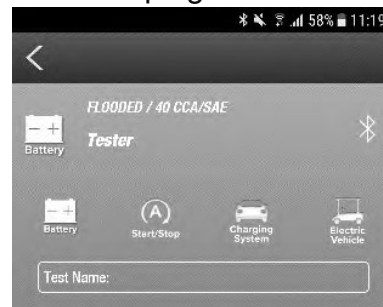 58% 11:19
FLOODED / 40 CCA/SAE
Battery
Tester
Battery
Start/Stop
Charging System
Electric Vehicle
Test Name: